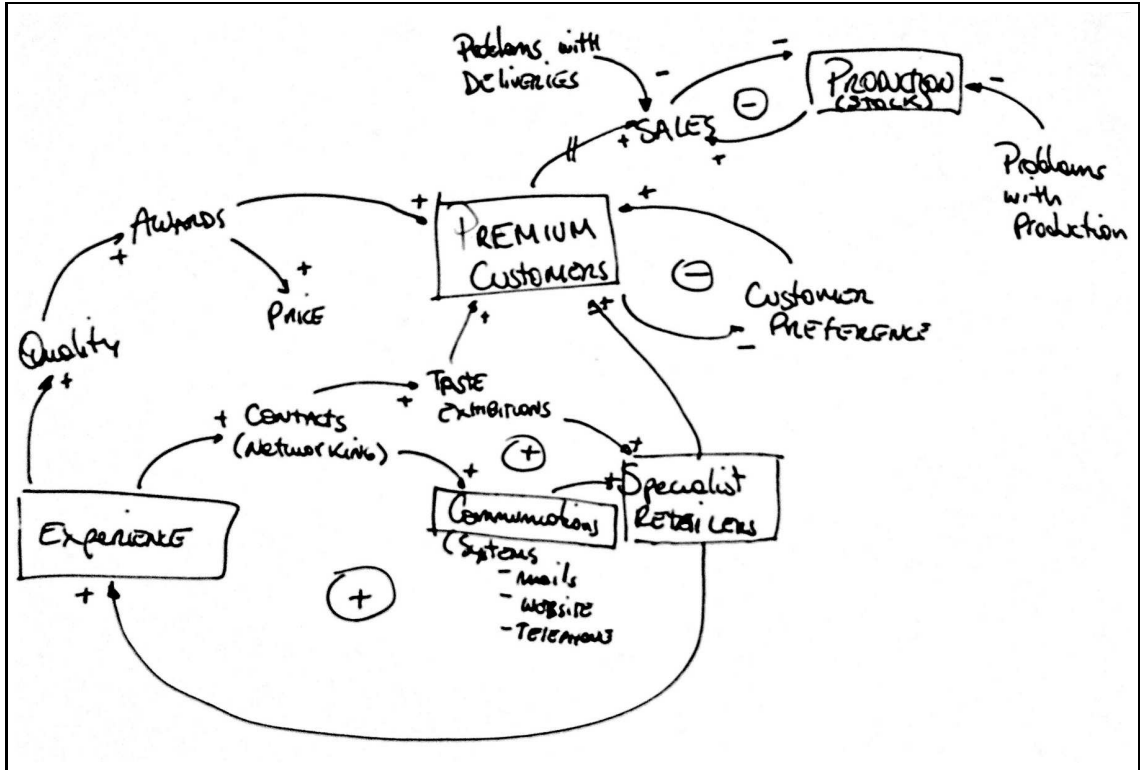 Problems with
Deliveries
PRODUCTION
(STOCK)
SALES
Problems
with
Production
AWARDS
PREMIUM
CUSTOMERS
PRICE
CUSTOMER
PREFERENCE
Quality
TASTE
EXHIBITIONS
CONTACTS
(NETWORKING)
Specialist
RETAILERS
Communications
(Systems
- mails
- WEBSITE
- TELEPHONE
EXPERIENCE